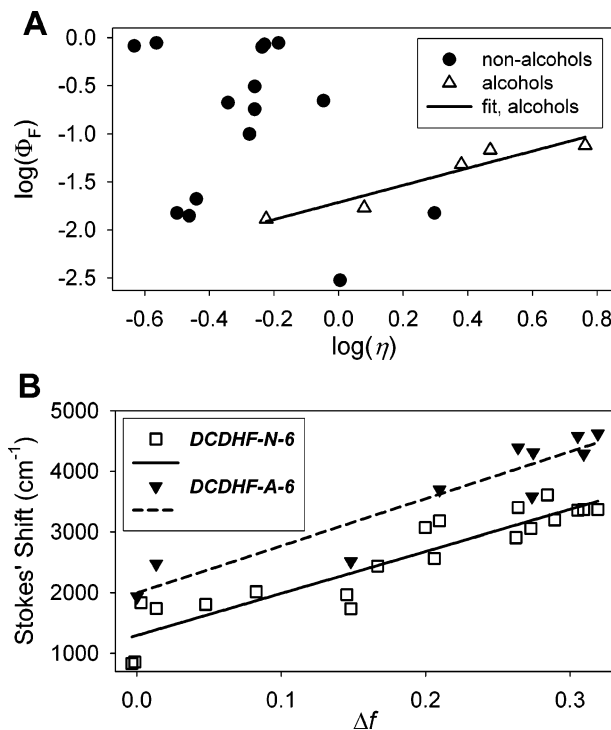 A
0.0
-0.5
-1.0
-1.5
-2.0
-2.5
log(ΦF)
non-alcohols
alcohols
fit, alcohols
-0.6 -0.4 -0.2 0.0 0.2 0.4 0.6 0.8
log(η)
B
5000
4000
3000
2000
1000
Stokes' Shift (cm-1)
DCDHF-N-6
DCDHF-A-6
0.0 0.1 0.2 0.3
Δf